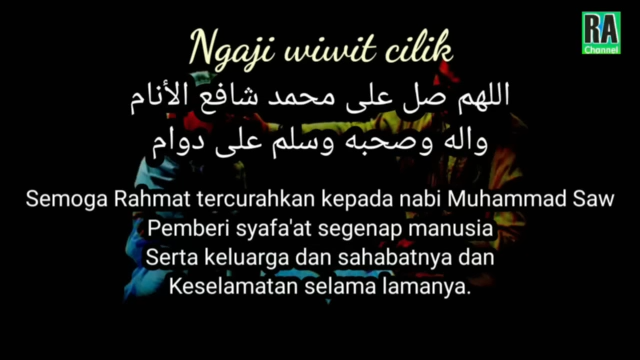 Ngaji wiwit cilik
RA
Channel
اللهم صل على محمد شافع الأنام
واله وصحبه وسلم على دوام
Semoga Rahmat tercurahkan kepada nabi Muhammad Saw
Pemberi syafa'at segenap manusia
Serta keluarga dan sahabatnya dan
Keselamatan selama lamanya.